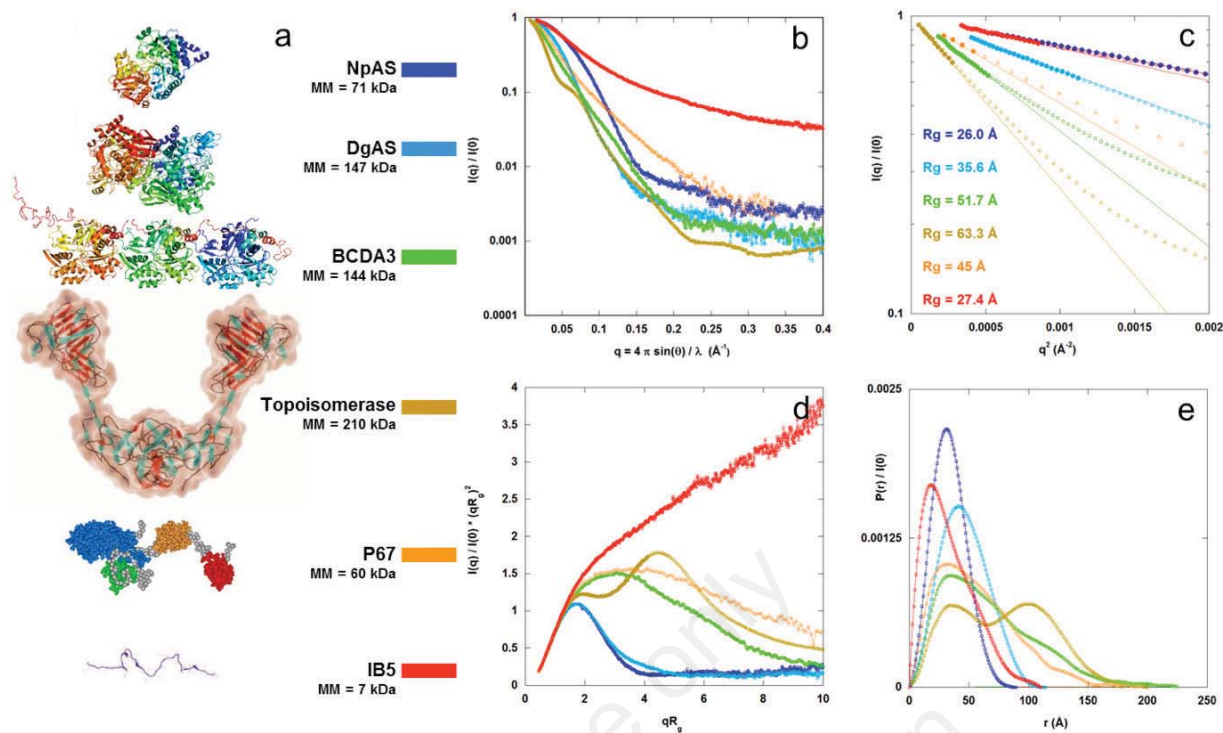 a
NpAS
MM = 71 kDa
DgAS
MM = 147 kDa
BCDA3
MM = 144 kDa
Topoisomerase
MM = 210 kDa
P67
MM = 60 kDa
IB5
MM = 7 kDa
b
I(q) / I(0)
1
0.1
0.01
0.001
0.0001
0.05 0.1 0.15 0.2 0.25 0.3 0.35 0.4
q = 4 π sin(θ) / λ (Å⁻¹)
c
I(q) / I(0)
1
0.1
Rg = 26.0 Å
Rg = 35.6 Å
Rg = 51.7 Å
Rg = 63.3 Å
Rg = 45 Å
Rg = 27.4 Å
0 0.0005 0.001 0.0015 0.002
q² (Å⁻²)
d
I(q) / I(0) * (qRg)²
4
3.5
3
2.5
2
1.5
1
0.5
0
0 2 4 6 8 10
qRg
e
P(r) / I(0)
0.0025
0.00125
0
0 50 100 150 200 250
r (Å)
e only